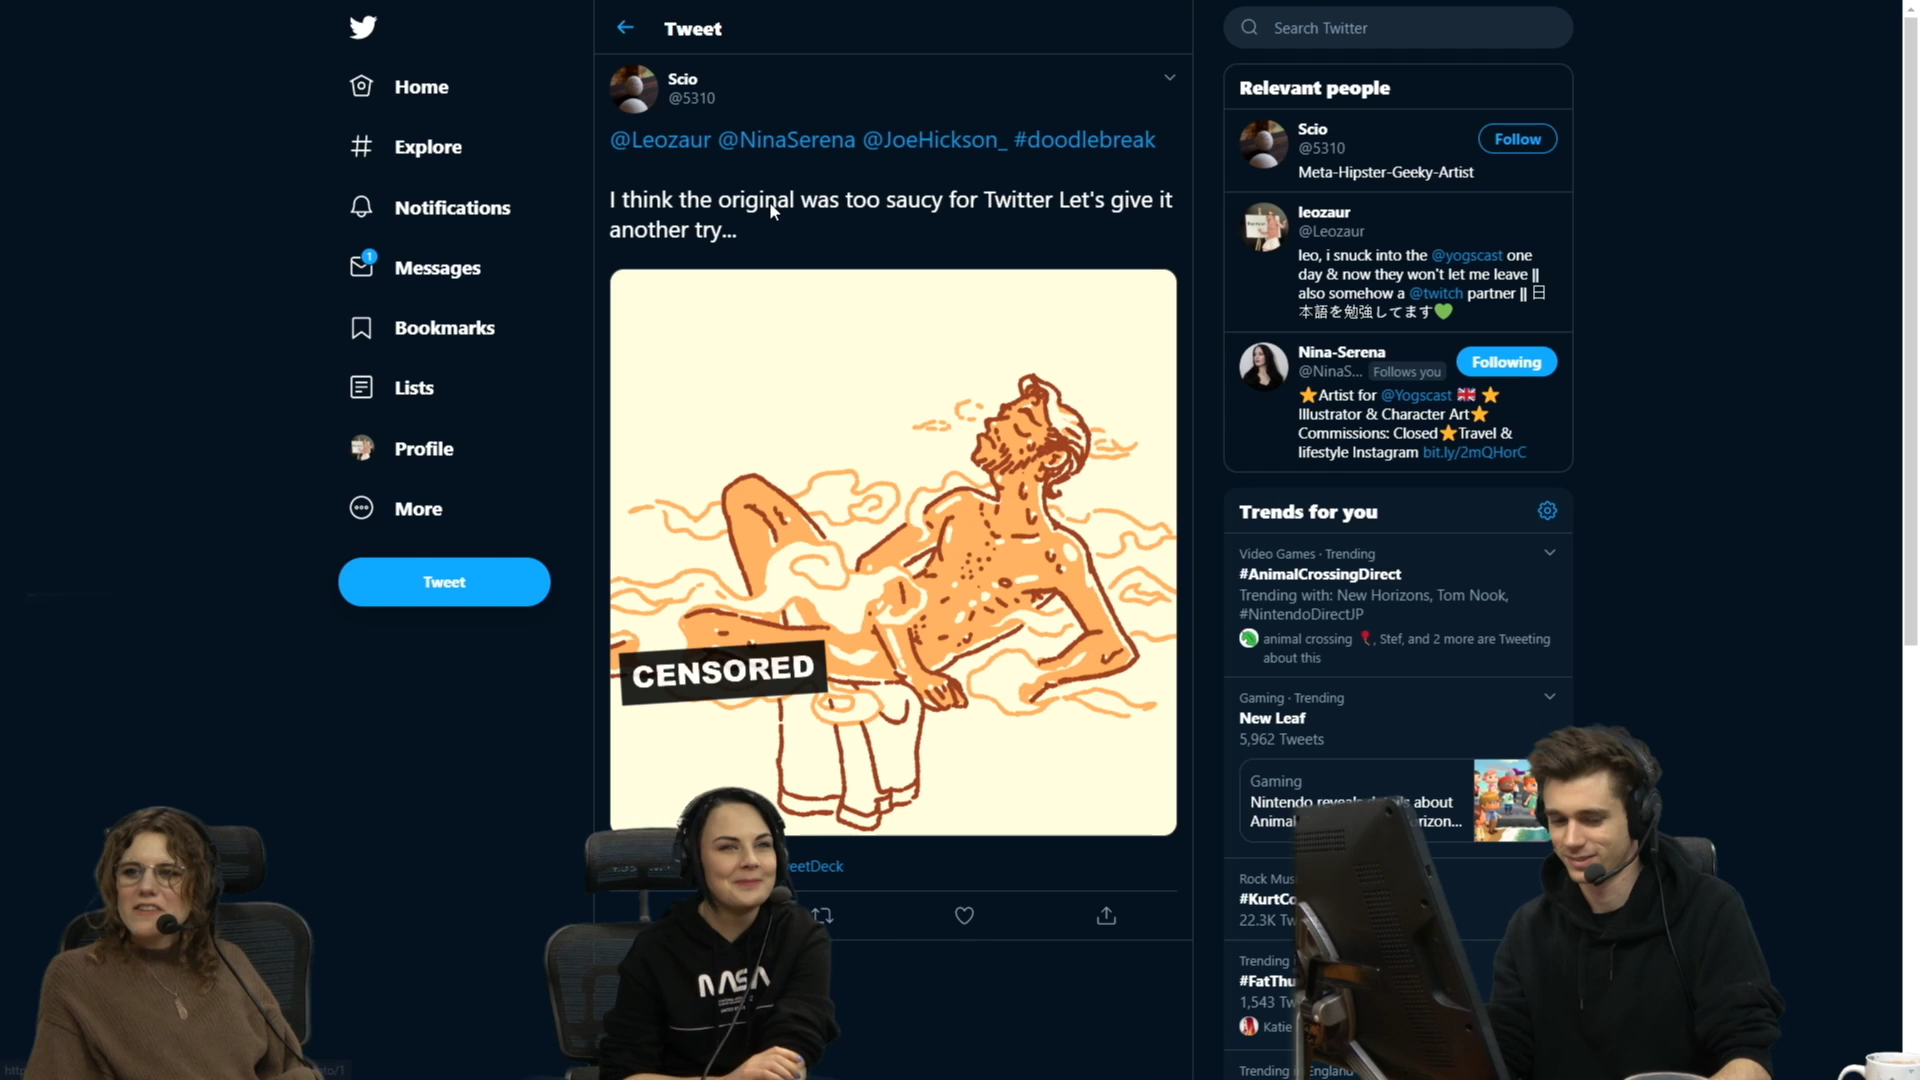 Home
Explore
Notifications
1
Messages
Bookmarks
Lists
Profile
More
Tweet
Tweet
Scio
@5310
@Leozaur @NinaSerena @JoeHickson_ #doodlebreak
I think the original was too saucy for Twitter Let's give it
another try...
CENSORED
NASA
Search Twitter
Relevant people
Scio
@5310
Follow
Meta-Hipster-Geeky-Artist
leozaur
@Leozaur
leo, i snuck into the @yogscast one
day & now they won't let me leave ||
also somehow a @twitch partner || 日
本語を勉強してます💚
Nina-Serena
@NinaS... Follows you
Following
⭐Artist for @Yogscast 🇬🇧 ⭐
Illustrator & Character Art⭐
Commissions: Closed⭐Travel &
lifestyle Instagram bit.ly/2mQHorC
Trends for you
Video Games · Trending
#AnimalCrossingDirect
Trending with: New Horizons, Tom Nook,
#NintendoDirectJP
animal crossing 🎈, Stef, and 2 more are Tweeting
about this
Gaming · Trending
New Leaf
5,962 Tweets
Gaming
Nintendo reveals details about
Animal
Rock Mus
#KurtCo
22.3K Tw
Trending
#FatThu
1,543 Tw
Katie
Trending England